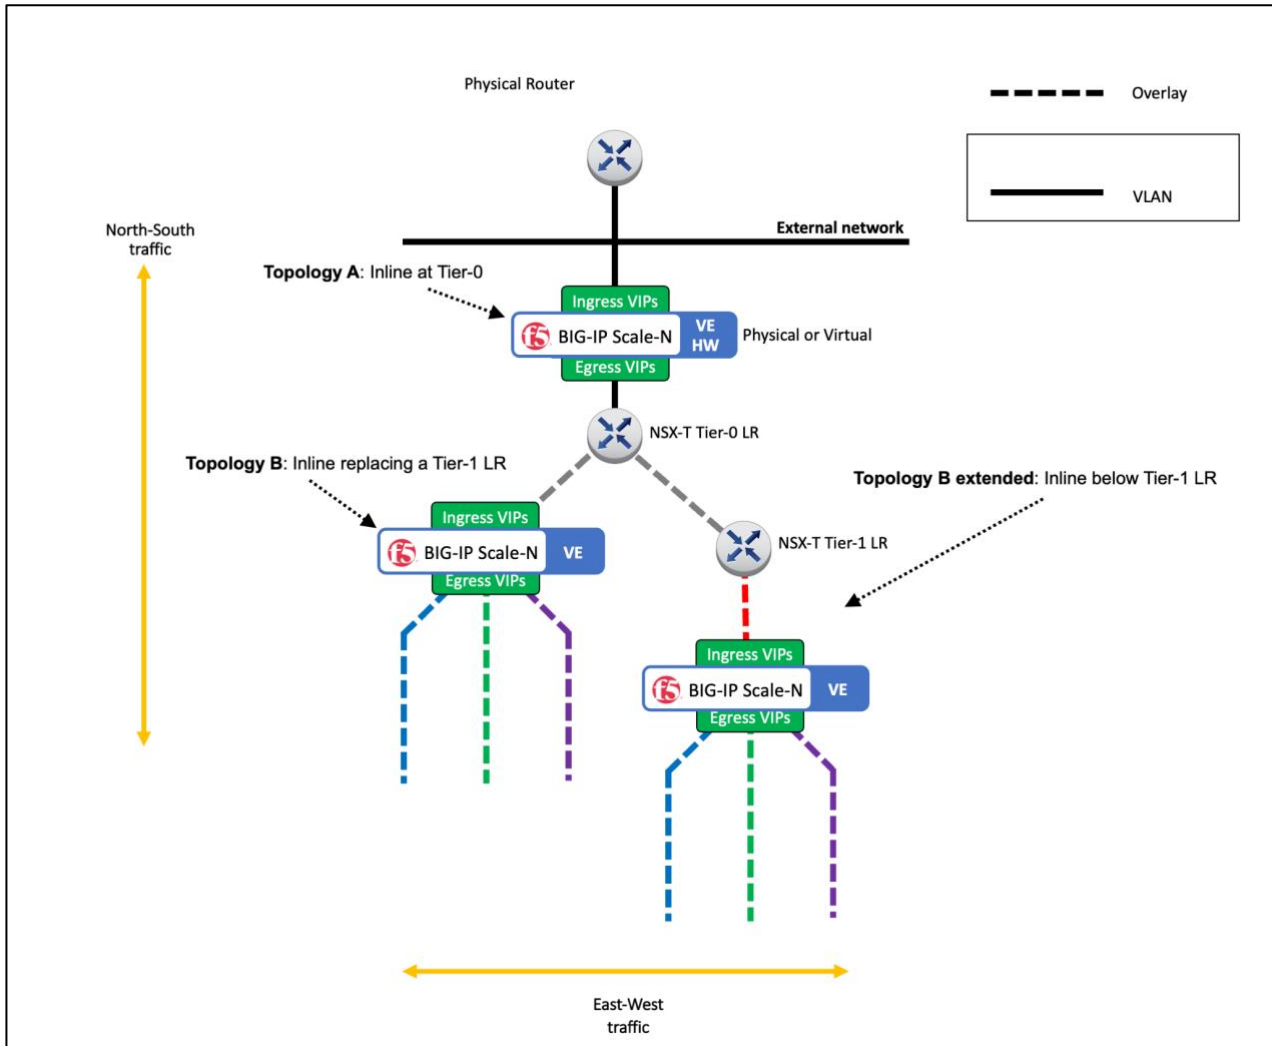 Physical Router
Overlay
VLAN
North-South
traffic
External network
Topology A: Inline at Tier-0
Ingress VIPs
f5 BIG-IP Scale-N
VE
HW
Physical or Virtual
Egress VIPs
NSX-T Tier-0 LR
Topology B: Inline replacing a Tier-1 LR
Topology B extended: Inline below Tier-1 LR
Ingress VIPs
f5 BIG-IP Scale-N
VE
Egress VIPs
NSX-T Tier-1 LR
Ingress VIPs
f5 BIG-IP Scale-N
VE
Egress VIPs
East-West
traffic